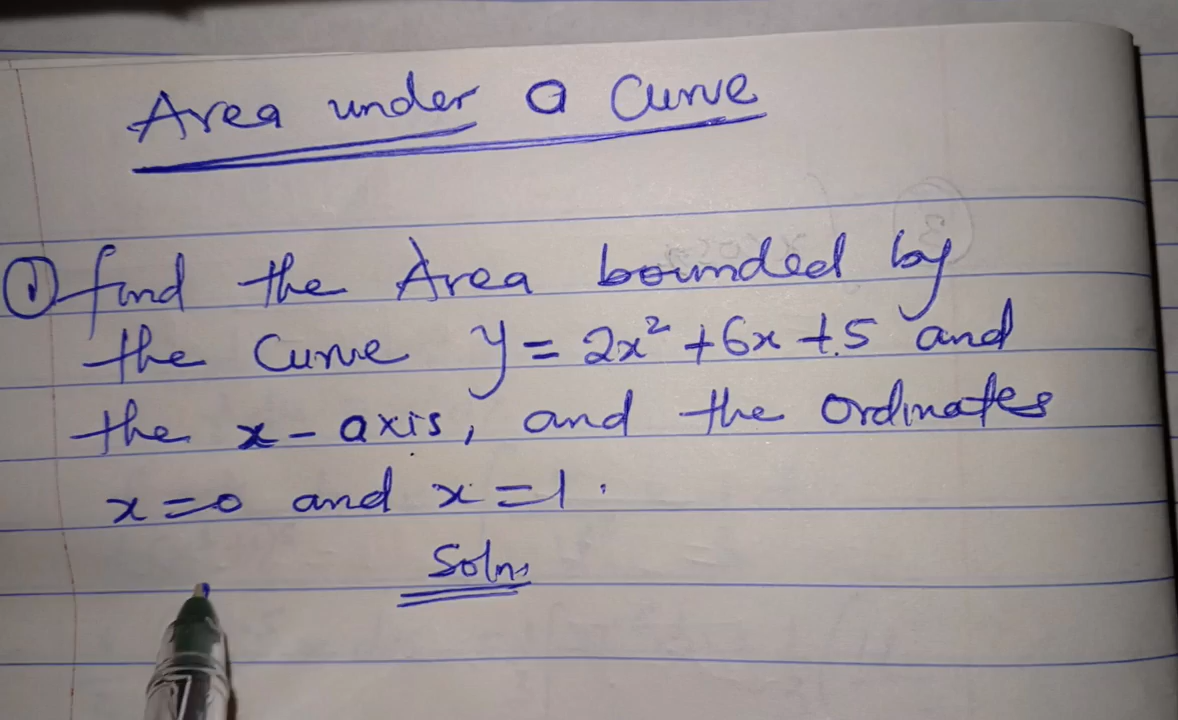 Area under a Curve
① find the Area bounded by
the Curve y = 2x² + 6x + 5 and
the x - axis, and the Ordinates
x = 0 and x = 1.
Soln